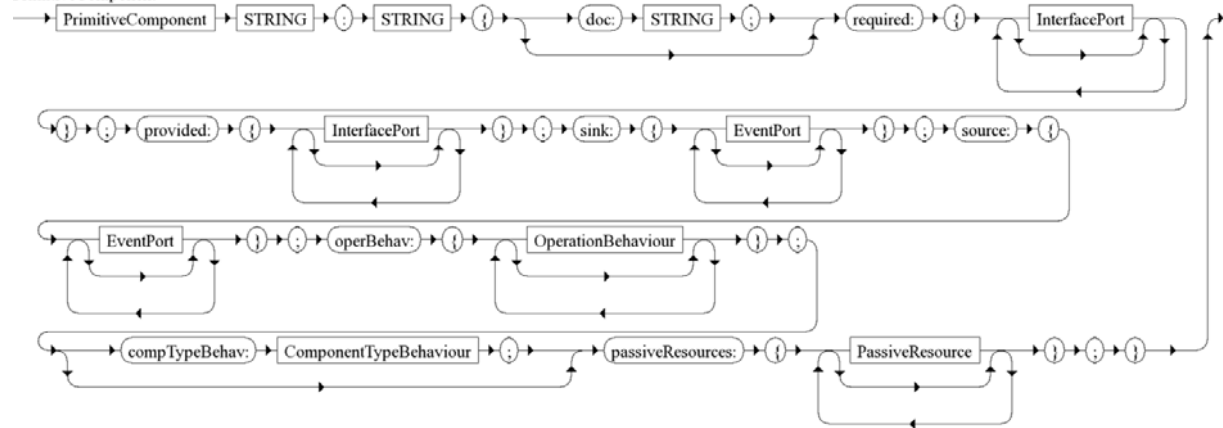 PrimitiveComponent STRING : STRING { doc: STRING ; required: { InterfacePort
} ; provided: { InterfacePort } ; sink: { EventPort } ; source: {
EventPort } ; operBehav: { OperationBehaviour } ;
compTypeBehav: ComponentTypeBehaviour ; passiveResources: { PassiveResource } ; }